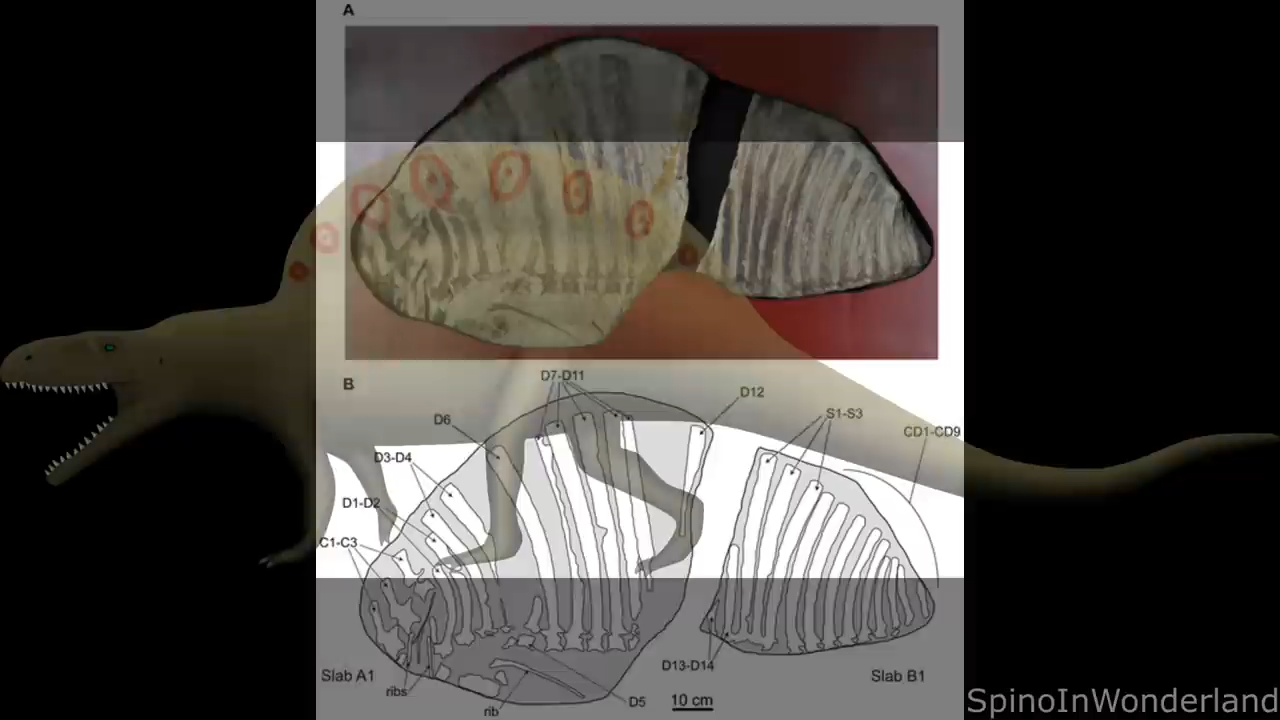 A
B
D7-D11
D12
D6
S1-S3
CD1-CD9
D3-D4
D1-D2
C1-C3
D13-D14
Slab A1
Slab B1
ribs
rib
D5
10 cm
SpinoInWonderland